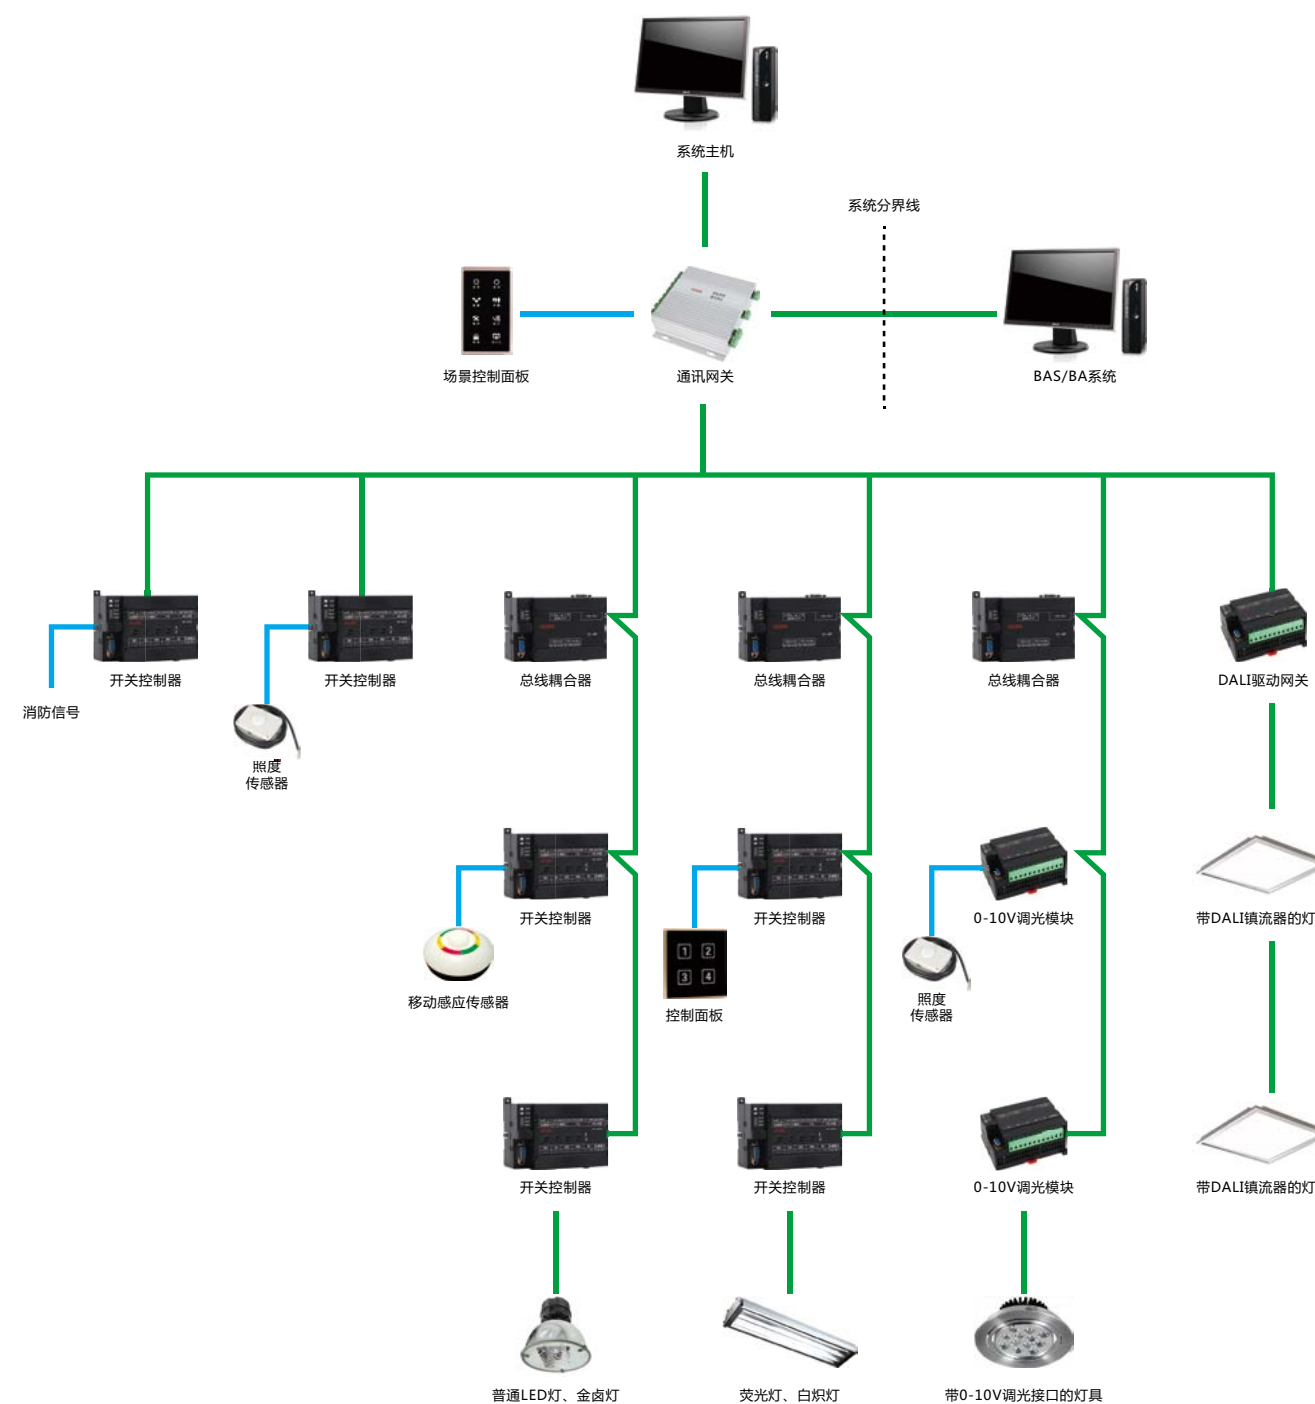 系统主机
系统分界线
场景控制面板
通讯网关
BAS/BA系统
开关控制器
开关控制器
总线耦合器
总线耦合器
总线耦合器
DALI驱动网关
消防信号
照度
传感器
开关控制器
开关控制器
0-10V调光模块
带DALI镇流器的灯
移动感应传感器
1 2
3 4
控制面板
照度
传感器
开关控制器
开关控制器
0-10V调光模块
带DALI镇流器的灯
普通LED灯、金卤灯
荧光灯、白炽灯
带0-10V调光接口的灯具